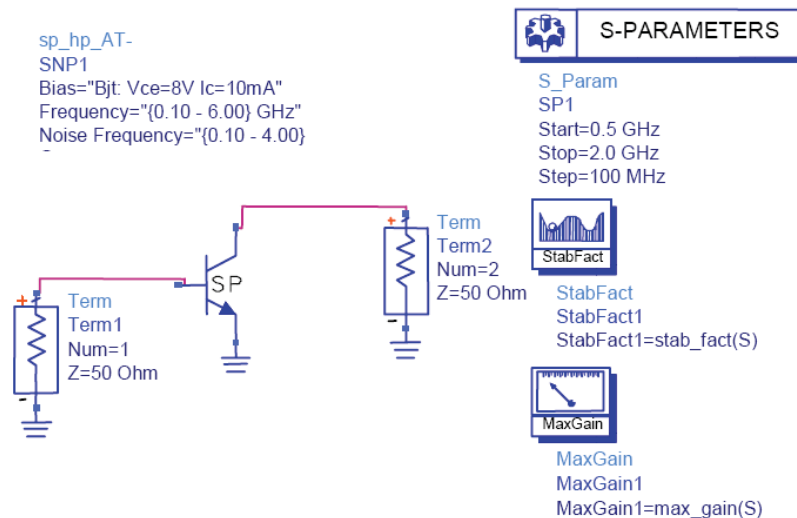 sp_hp_AT-
SNP1
Bias="Bjt: Vce=8V Ic=10mA"
Frequency="{0.10 - 6.00} GHz"
Noise Frequency="{0.10 - 4.00}
S-PARAMETERS
S_Param
SP1
Start=0.5 GHz
Stop=2.0 GHz
Step=100 MHz
SP
+
Term
Term1
Num=1
Z=50 Ohm
-
+
Term
Term2
Num=2
Z=50 Ohm
-
StabFact
StabFact
StabFact1
StabFact1=stab_fact(S)
MaxGain
MaxGain
MaxGain1
MaxGain1=max_gain(S)